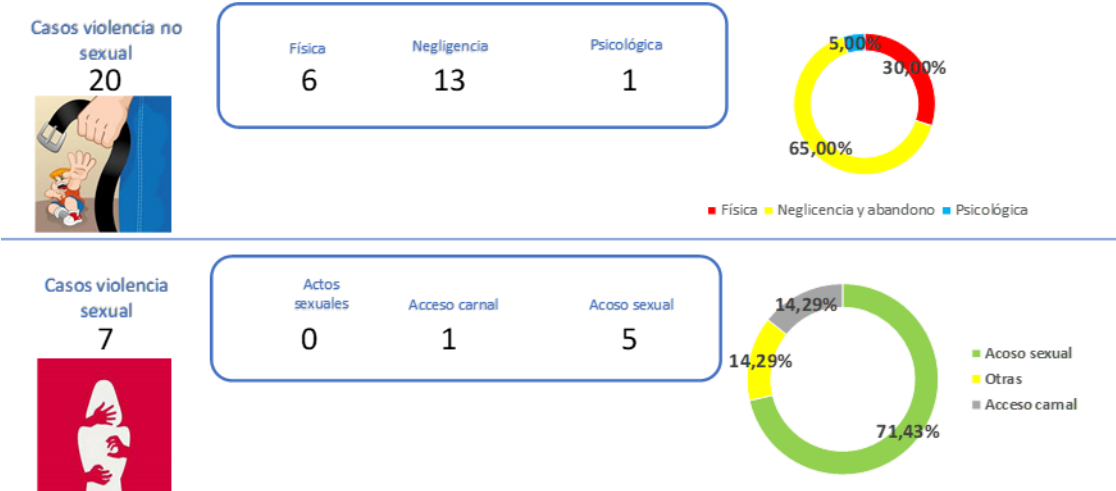 Casos violencia no
sexual
20
Física
Negligencia
Psicológica
6
13
1
5,00%
30,00%
65,00%
Física
Neglicencia y abandono
Psicológica
Casos violencia
sexual
7
Actos
sexuales
Acceso carnal
Acoso sexual
0
1
5
14,29%
14,29%
71,43%
Acoso sexual
Otras
Acceso carnal